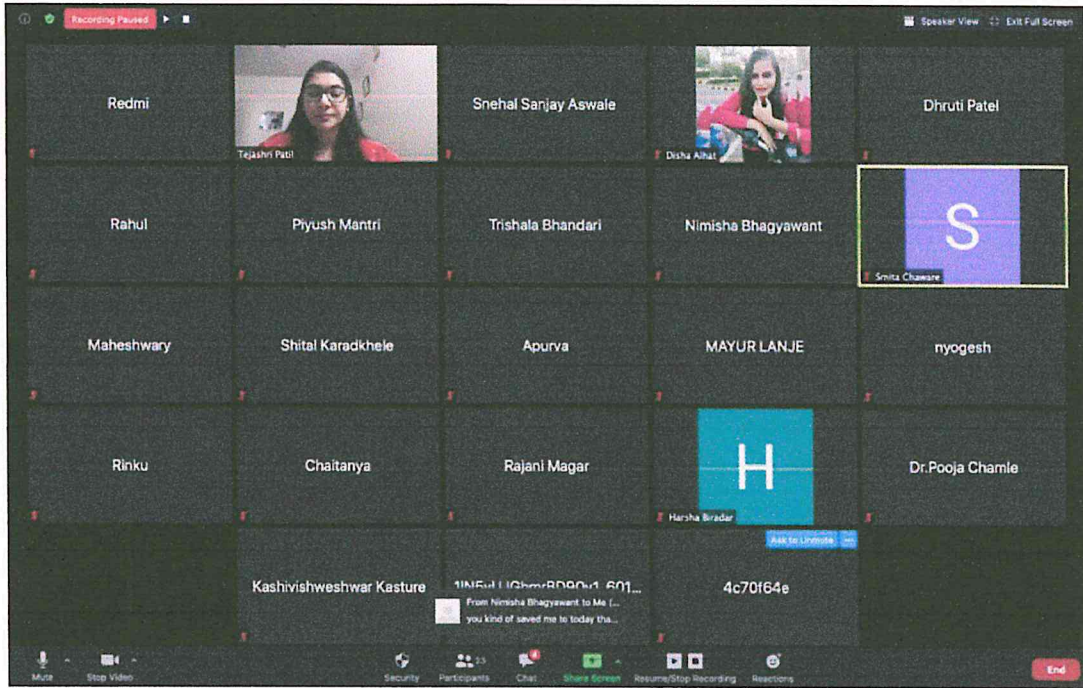 Recording Paused
Speaker View
Exit Full Screen
Redmi
Tejashri Patil
Snehal Sanjay Aswale
Disha Alhat
Dhruti Patel
Rahul
Piyush Mantri
Trishala Bhandari
Nimisha Bhagyawant
S
Smita Chaware
Maheshwary
Shital Karadkhele
Apurva
MAYUR LANJE
nyogesh
Rinku
Chaitanya
Rajani Magar
H
Harsha Biradar
Dr.Pooja Chamle
Ask to Unmute
Kashivishweshwar Kasture
4c70f64e
From Nimisha Bhagyawant to Me (...
you kind of saved me to today tha...
Mute
Stop Video
Security
Participants 23
Chat 4
Share Screen
Resume/Stop Recording
Reactions
End